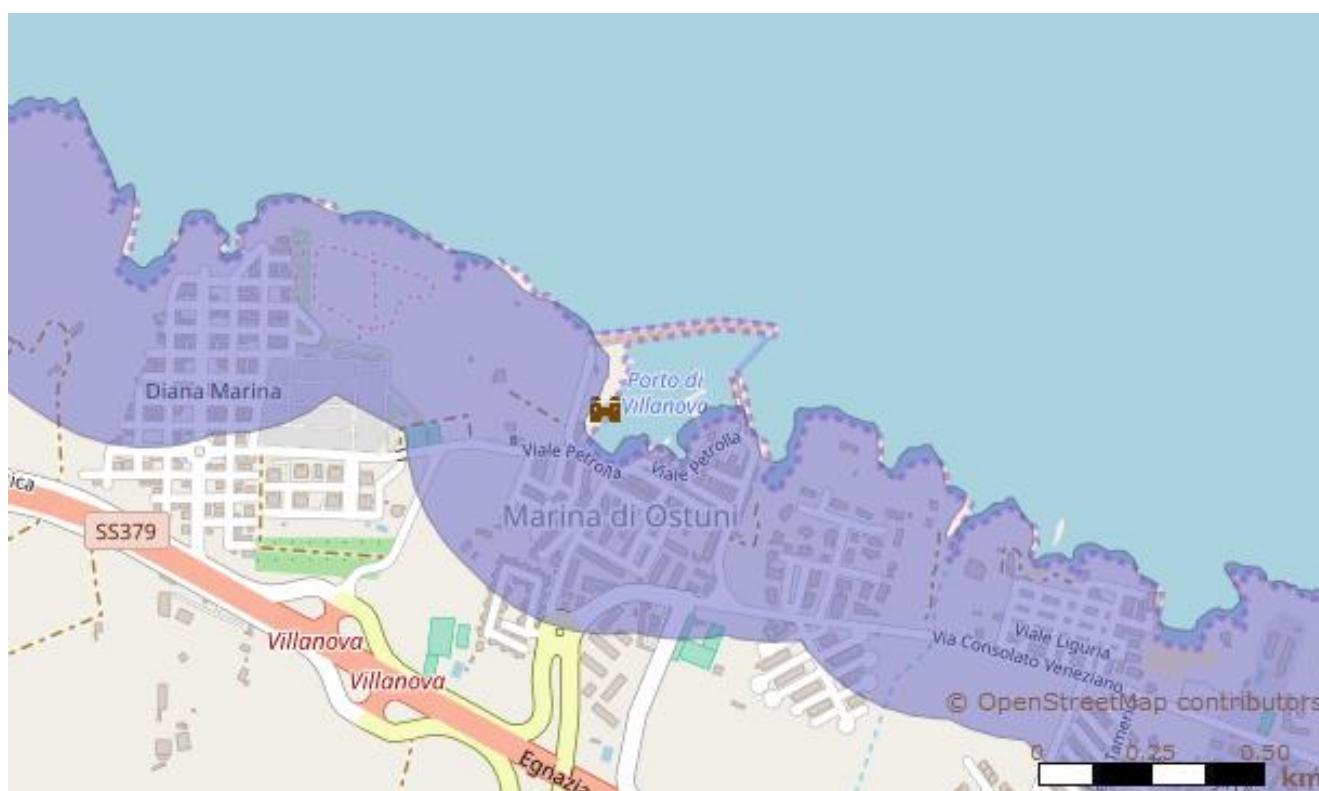 Diana Marina
Porto di
Villanova
Viale Petrolla
Viale Petrolla
ica
SS379
Marina di Ostuni
Villanova
Villanova
Viale Liguria
Via Consolato Veneziano
© OpenStreetMap contributors
Egnazia
0 0.25 0.50
km